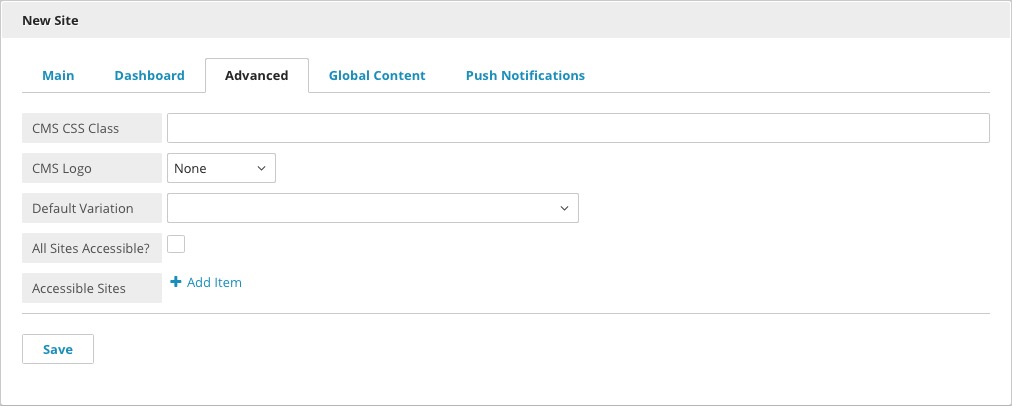 New Site
Main Dashboard Advanced Global Content Push Notifications
CMS CSS Class
CMS Logo None
Default Variation
All Sites Accessible?
Accessible Sites Add Item
Save